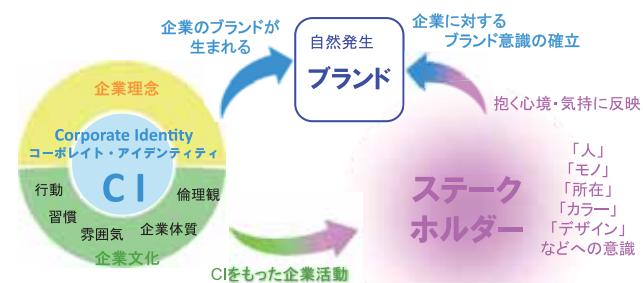 企業のブランドが
生まれる
自然発生
ブランド
企業に対する
ブランド意識の確立
企業理念
Corporate Identity
コーポレイト・アイデンティティ
CI
行動
習慣
雰囲気
企業体質
倫理観
企業文化
CIをもった企業活動
ステーク
ホルダー
抱く心境・気持に反映
「人」
「モノ」
「所在」
「カラー」
「デザイン」
などへの意識